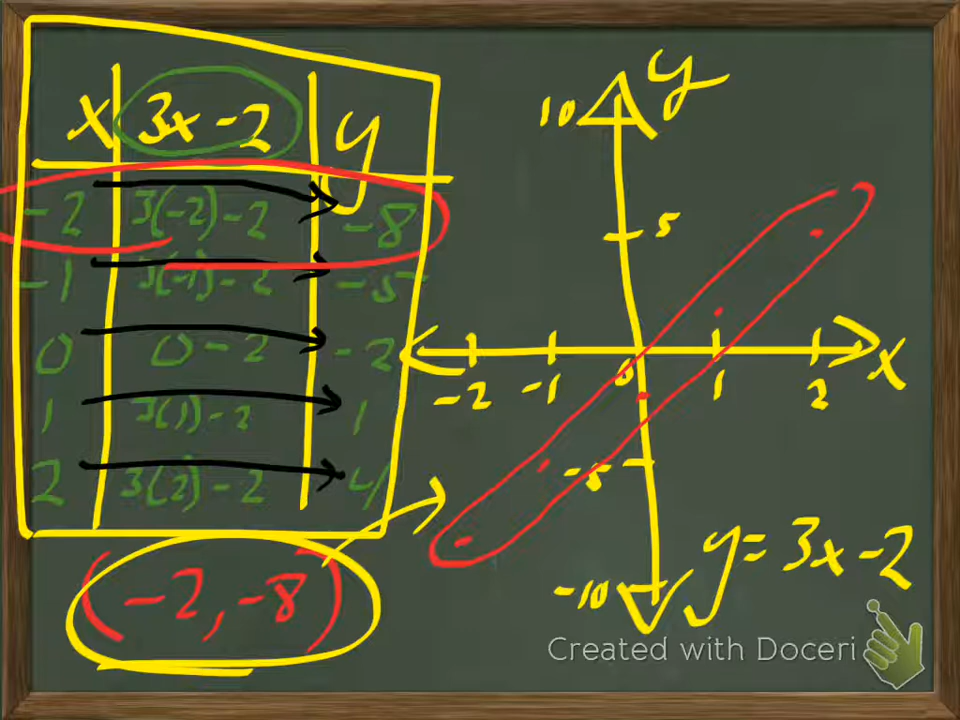 x 3x-2 y
-2 3(-2)-2 -8
-1 3(-1)-2 -5
0 0-2 -2
1 3(1)-2 1
2 3(2)-2 4
(-2,-8)
y
10
5
-2 -1 0 1 2 x
-5
-10
y=3x-2
Created with Doceri